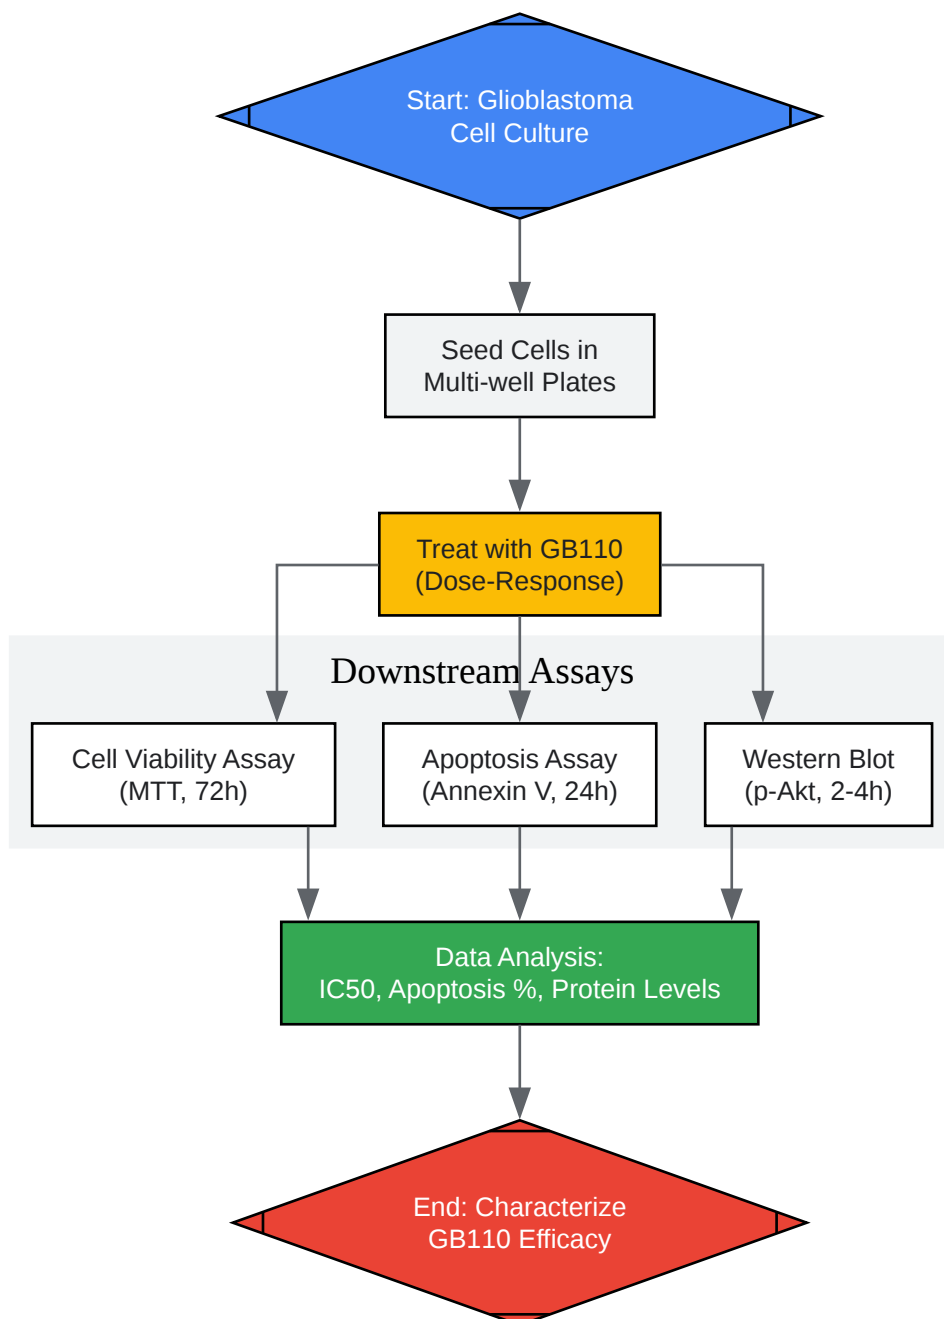 Start: Glioblastoma
Cell Culture
Seed Cells in
Multi-well Plates
Treat with GB110
(Dose-Response)
Downstream Assays
Cell Viability Assay
(MTT, 72h)
Apoptosis Assay
(Annexin V, 24h)
Western Blot
(p-Akt, 2-4h)
Data Analysis:
IC50, Apoptosis %, Protein Levels
End: Characterize
GB110 Efficacy